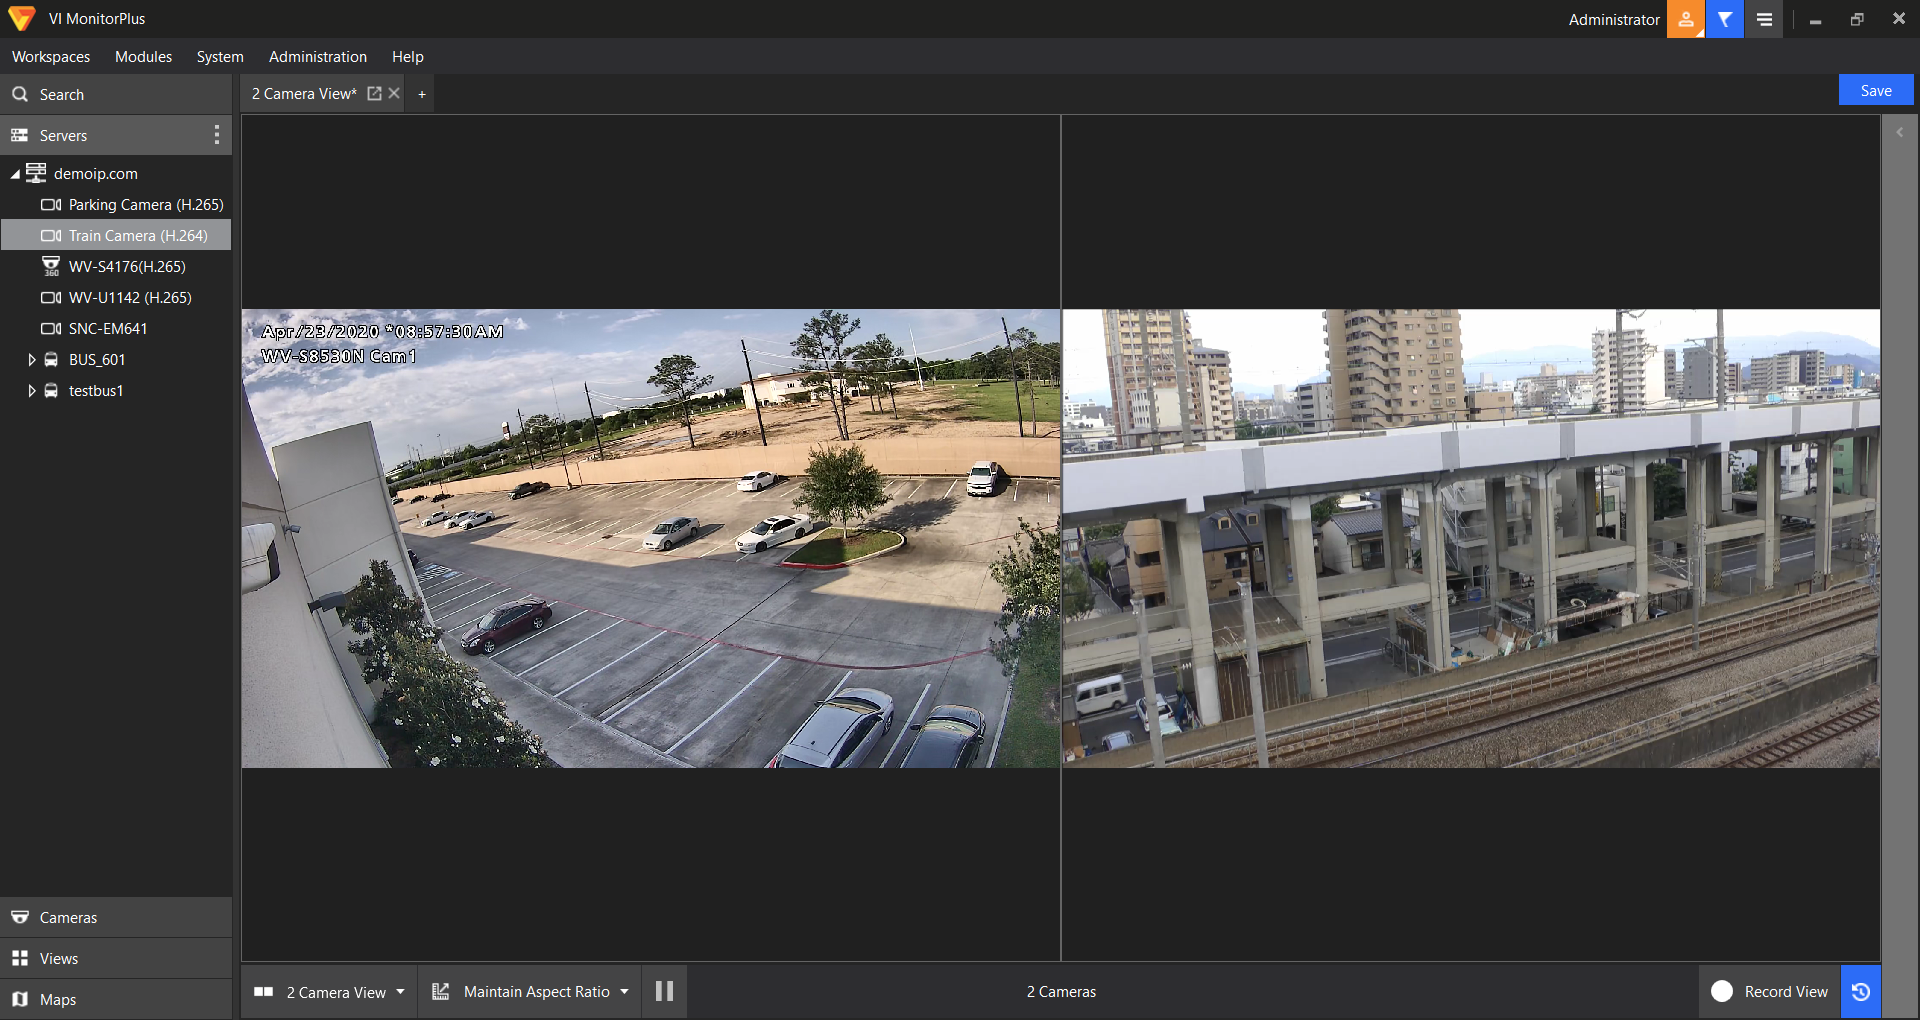 VI MonitorPlus
Administrator
Workspaces Modules System Administration Help
Search
2 Camera View*
+
Save
Servers
demoip.com
Parking Camera (H.265)
Train Camera (H.264)
360
WV-S4176(H.265)
WV-U1142 (H.265)
SNC-EM641
BUS_601
testbus1
Apr/23/2020 *08:57:30AM
WV-S8530N Cam1
Cameras
Views
Maps
2 Camera View
Maintain Aspect Ratio
2 Cameras
Record View